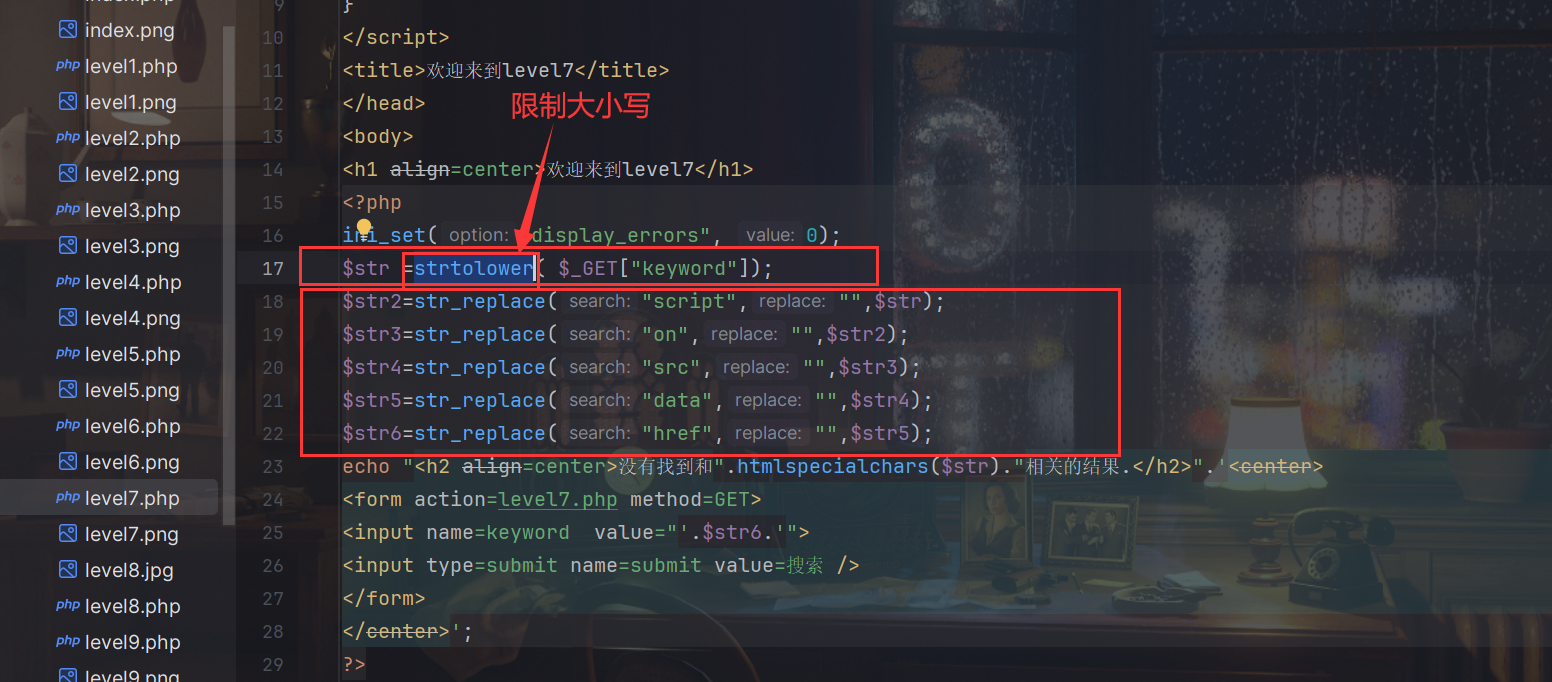 index.php
index.png
level1.php
level1.png
level2.php
level2.png
level3.php
level3.png
level4.php
level4.png
level5.php
level5.png
level6.php
level6.png
level7.php
level7.png
level8.jpg
level8.php
level9.php
level9.png
9 }
10 </script>
11 <title>欢迎来到level7</title>
12 </head>
限制大小写
13 <body>
14 <h1 align=center>欢迎来到level7</h1>
15 <?php
16 ini_set( option: "display_errors", value: 0);
17 $str =strtolower( $_GET["keyword"]);
18 $str2=str_replace( search: "script", replace: "",$str);
19 $str3=str_replace( search: "on", replace: "",$str2);
20 $str4=str_replace( search: "src", replace: "",$str3);
21 $str5=str_replace( search: "data", replace: "",$str4);
22 $str6=str_replace( search: "href", replace: "",$str5);
23 echo "<h2 align=center>没有找到和".htmlspecialchars($str)."相关的结果.</h2>".'<center>
24 <form action=level7.php method=GET>
25 <input name=keyword  value="'.$str6.'">
26 <input type=submit name=submit value=搜索 />
27 </form>
28 </center>';
29 ?>